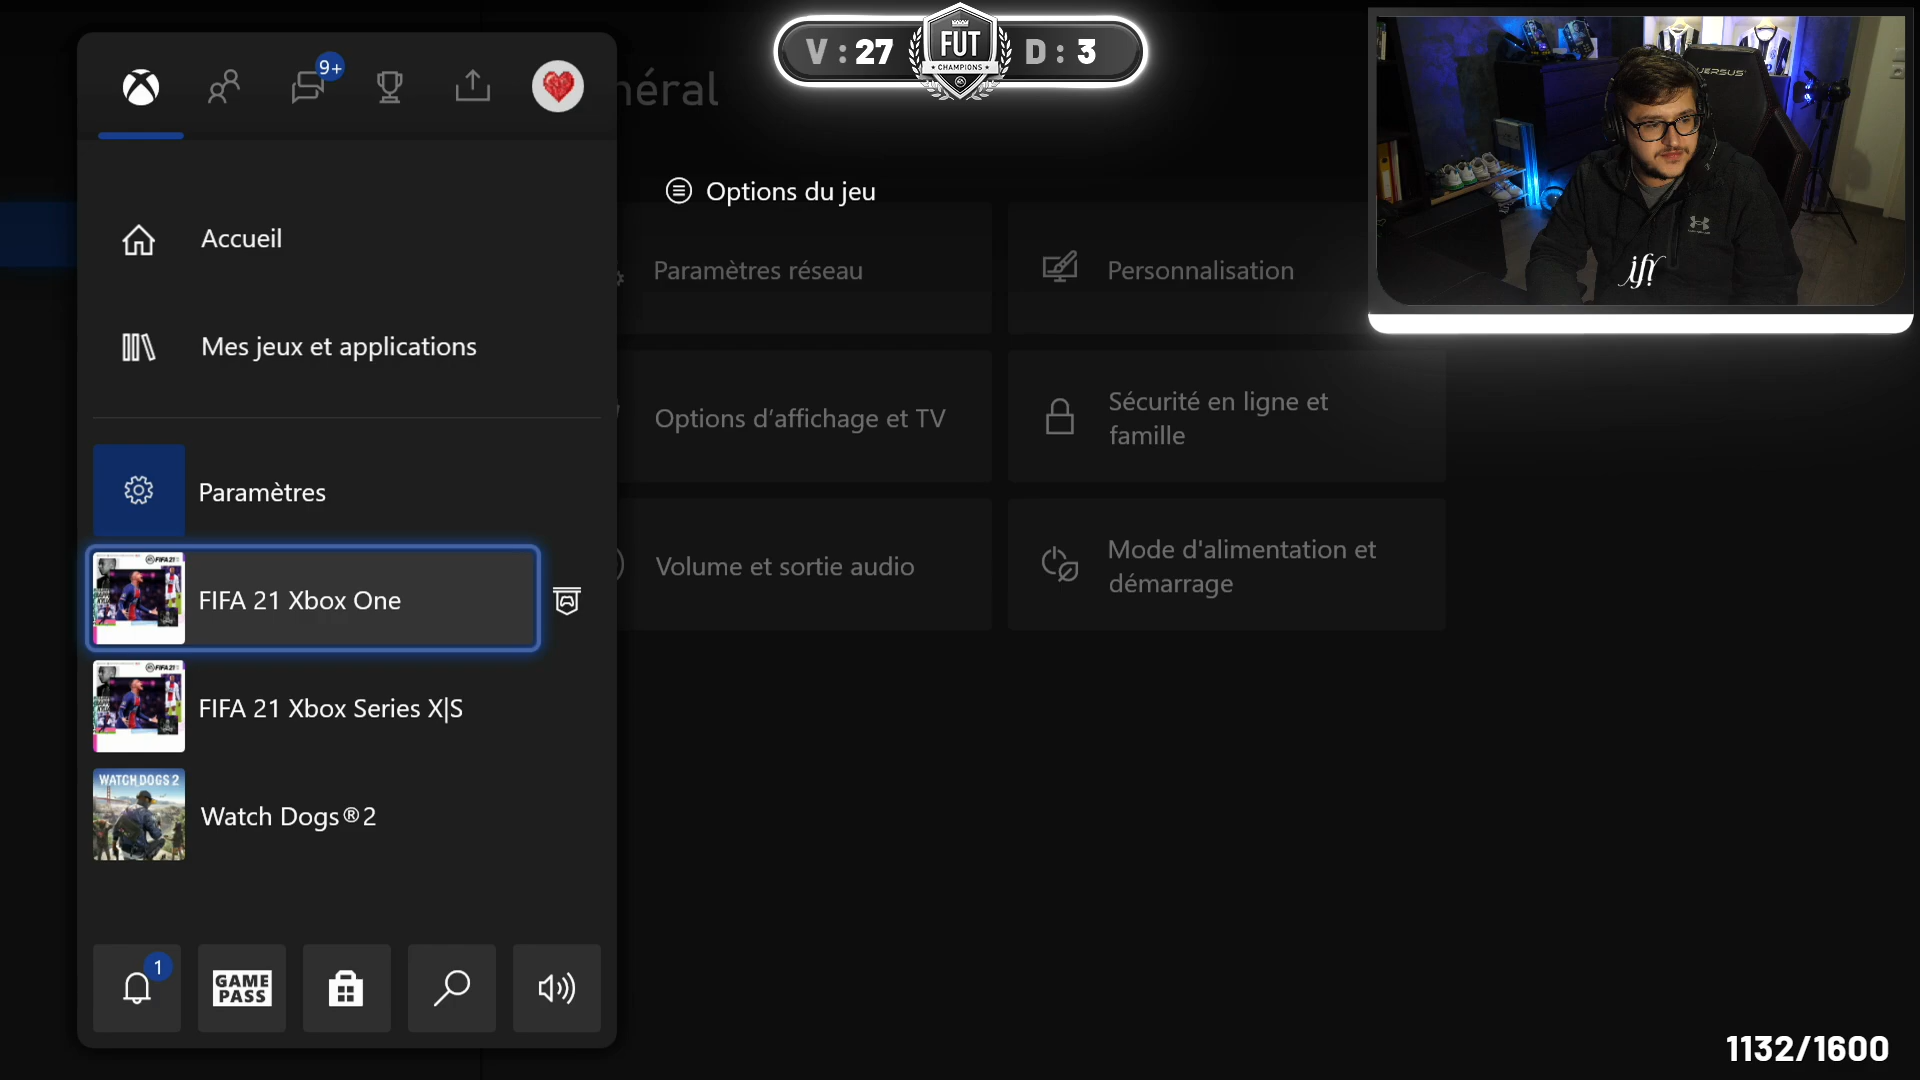 V : 27
FUT
CHAMPIONS
D : 3
9+
néral
Options du jeu
Accueil
Mes jeux et applications
Paramètres
FIFA 21 Xbox One
FIFA 21 Xbox Series X|S
WATCH DOGS 2
Watch Dogs®2
Paramètres réseau
Personnalisation
Options d'affichage et TV
Sécurité en ligne et
famille
Volume et sortie audio
Mode d'alimentation et
démarrage
1
GAME
PASS
1132/1600